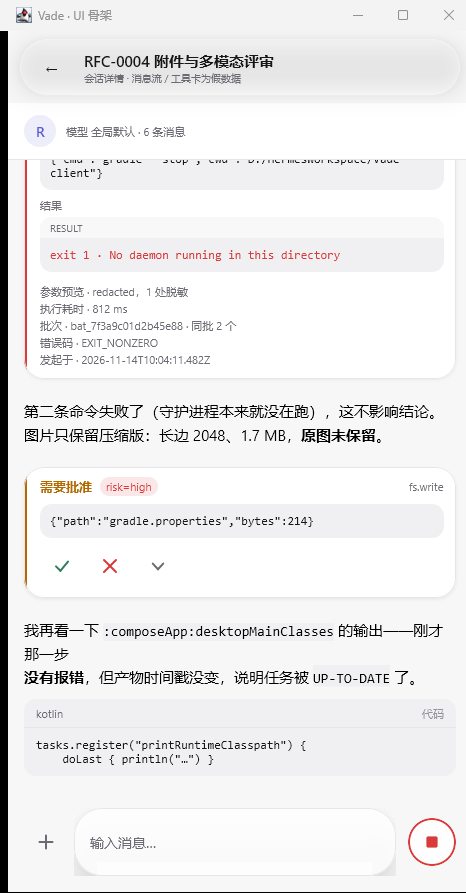 Vade · UI 骨架
RFC-0004 附件与多模态评审
会话详情 · 消息流 / 工具卡为假数据
R
模型 全局默认 · 6 条消息
client"}
结果
RESULT
exit 1 · No daemon running in this directory
参数预览 · redacted，1 处脱敏
执行耗时 · 812 ms
批次 · bat_7f3a9c01d2b45e88 · 同批 2 个
错误码 · EXIT_NONZERO
发起于 · 2026-11-14T10:04:11.482Z
第二条命令失败了（守护进程本来就没在跑），这不影响结论。
图片只保留压缩版：长边 2048、1.7 MB，原图未保留。
需要批准 risk=high fs.write
{"path":"gradle.properties","bytes":214}
我再看一下 :composeApp:desktopMainClasses 的输出——刚才
那一步
没有报错，但产物时间戳没变，说明任务被 UP-TO-DATE 了。
kotlin 代码
tasks.register("printRuntimeClasspath") {
doLast { println("…") }
输入消息…